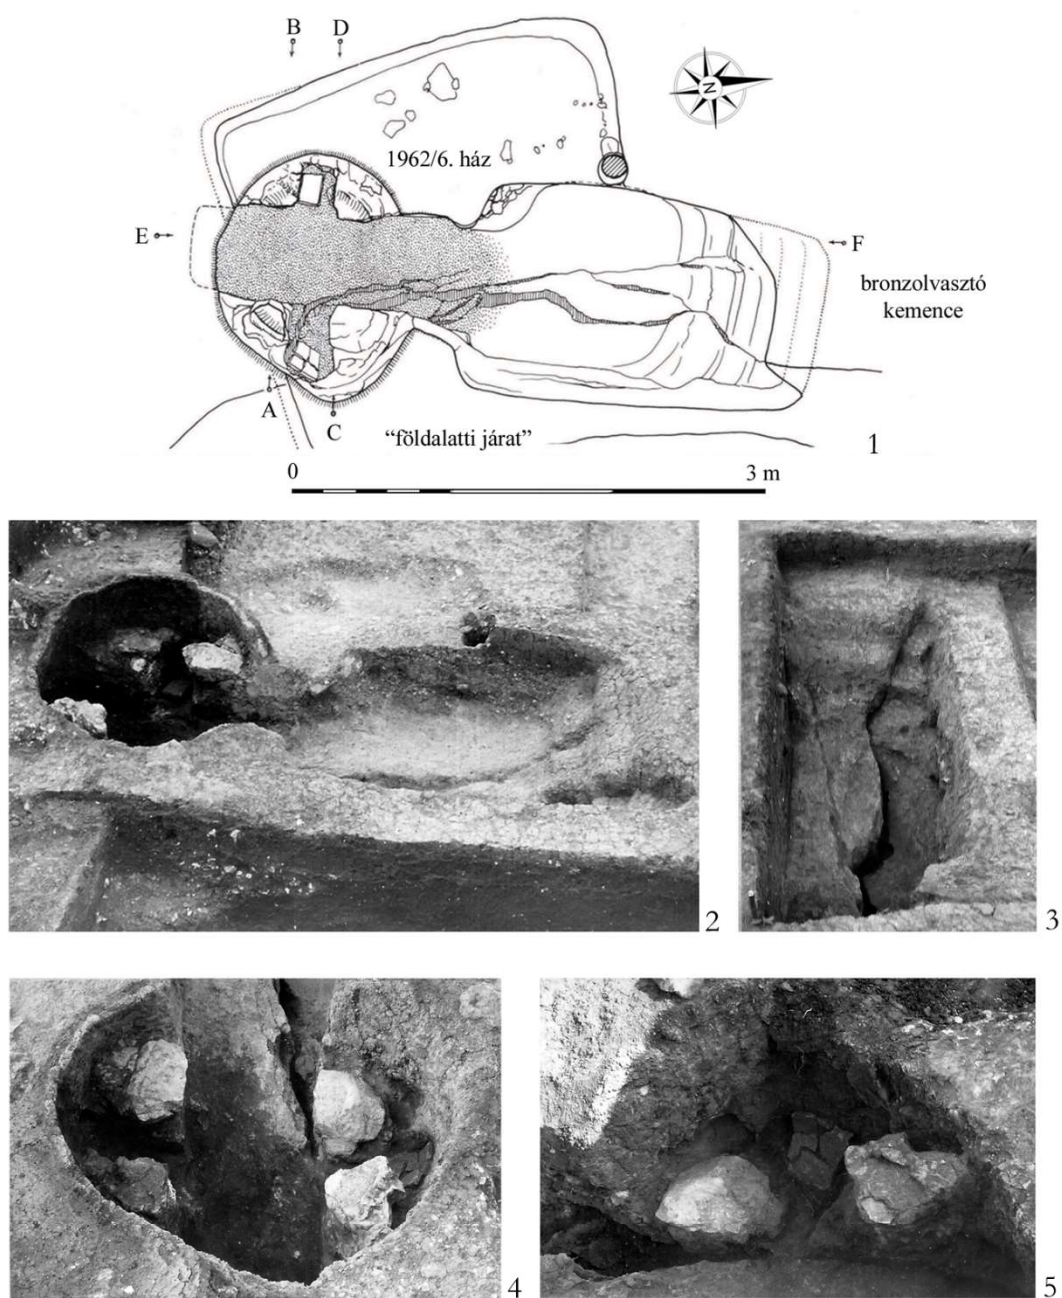 B D
N
1962/6. ház
E
F
bronzolvasztó
kemence
A
C
“földalatti járat”
1
0 3 m
2
3
4
5